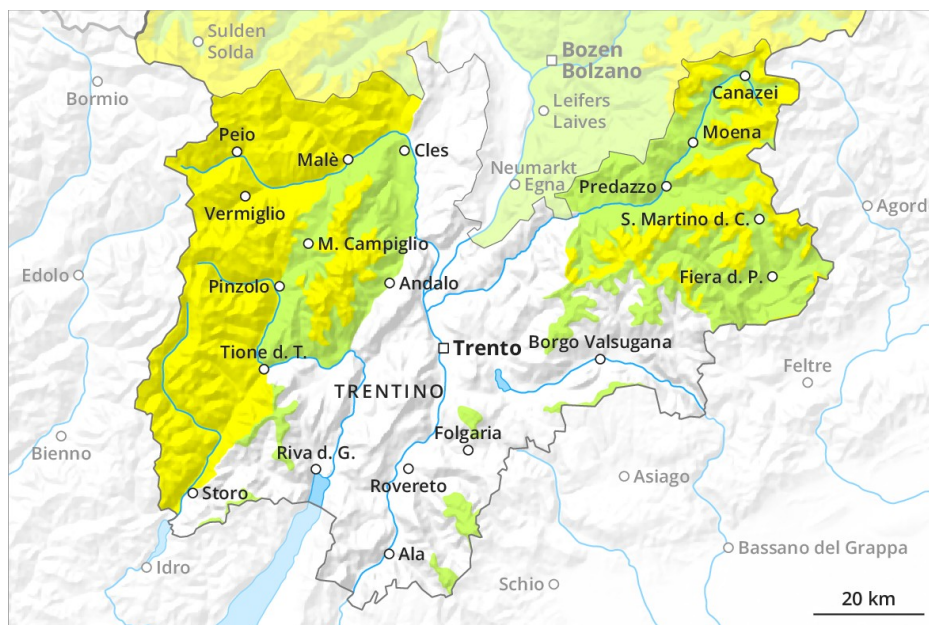 Sulden
Solda
Bozen
Bolzano
Bormio
Canazei
Leifers
Laives
Peio
Moena
Malè
Cles
Neumarkt
Egna
Predazzo
Vermiglio
Agord
S. Martino d. C.
M. Campiglio
Edolo
Fiera d. P.
Pinzolo
Andalo
Trento
Borgo Valsugana
Tione d. T.
Feltre
TRENTINO
Folgaria
Bienno
Riva d. G.
Asiago
Rovereto
Storo
Bassano del Grappa
Ala
Idro
Schio
20 km